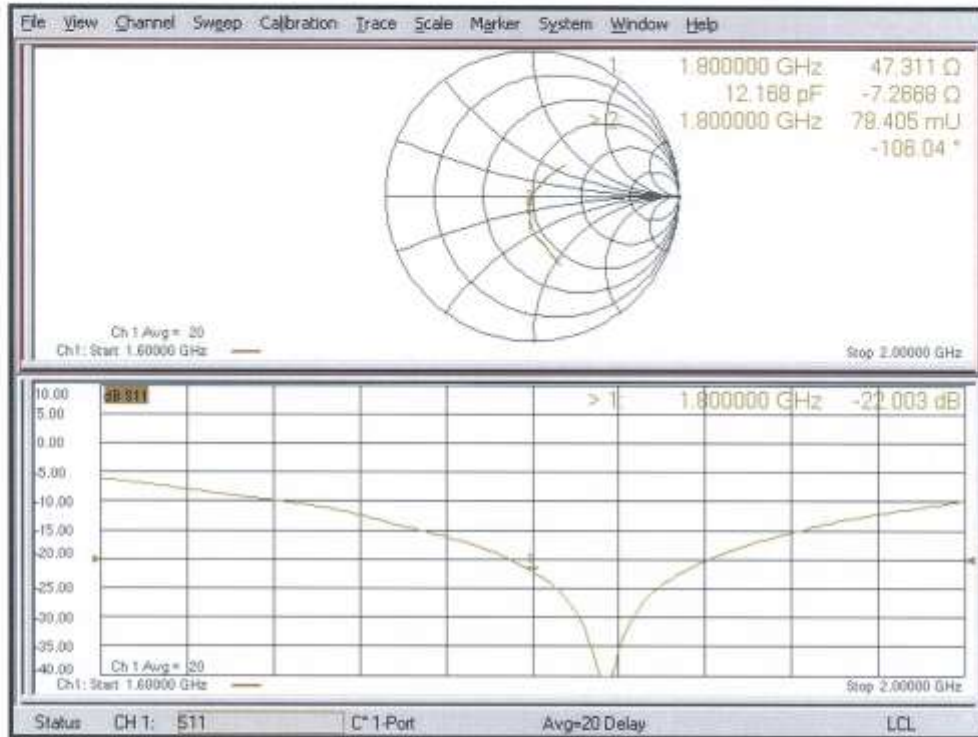 File View Channel Sweep Calibration Trace Scale Marker System Window Help
1 1.800000 GHz 47.311 Ω
12.168 pF -7.2668 Ω
> 2 1.800000 GHz 78.405 mU
-108.04 °
Ch 1 Avg = 20
Ch1: Start 1.60000 GHz Stop 2.00000 GHz
10.00 dB S11 > 1: 1.800000 GHz -22.003 dB
5.00
0.00
-5.00
-10.00
-15.00
-20.00
-25.00
-30.00
-35.00
-40.00 Ch 1 Avg = 20
Ch1: Start 1.60000 GHz Stop 2.00000 GHz
Status CH 1: S11 C* 1-Port Avg=20 Delay LCL